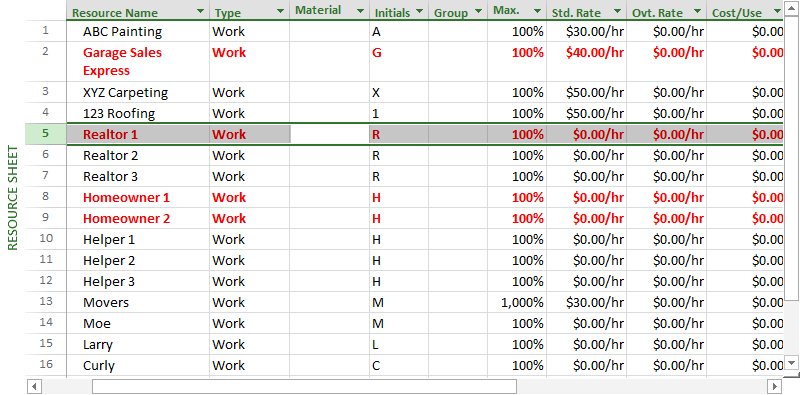 Resource Name Type Material Initials Group Max. Std. Rate Ovt. Rate Cost/Use
1 ABC Painting Work A 100% $30.00/hr $0.00/hr $0.00
2 Garage Sales Express Work G 100% $40.00/hr $0.00/hr $0.00
3 XYZ Carpeting Work X 100% $50.00/hr $0.00/hr $0.00
4 123 Roofing Work 1 100% $50.00/hr $0.00/hr $0.00
5 Realtor 1 Work R 100% $0.00/hr $0.00/hr $0.00
6 Realtor 2 Work R 100% $0.00/hr $0.00/hr $0.00
7 Realtor 3 Work R 100% $0.00/hr $0.00/hr $0.00
8 Homeowner 1 Work H 100% $0.00/hr $0.00/hr $0.00
9 Homeowner 2 Work H 100% $0.00/hr $0.00/hr $0.00
10 Helper 1 Work H 100% $0.00/hr $0.00/hr $0.00
11 Helper 2 Work H 100% $0.00/hr $0.00/hr $0.00
12 Helper 3 Work H 100% $0.00/hr $0.00/hr $0.00
13 Movers Work M 1,000% $30.00/hr $0.00/hr $0.00
14 Moe Work M 100% $0.00/hr $0.00/hr $0.00
15 Larry Work L 100% $0.00/hr $0.00/hr $0.00
16 Curly Work C 100% $0.00/hr $0.00/hr $0.00
RESOURCE SHEET